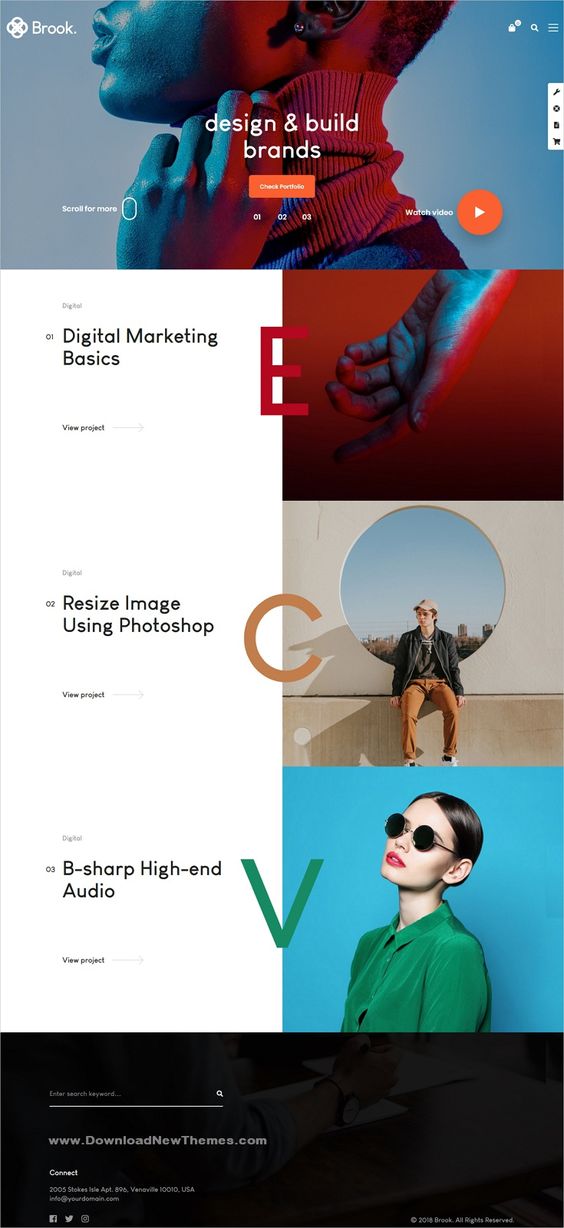 Brook.
0
design & build
brands
Check Portfolio
Scroll for more
01 02 03
Watch video
Digital
01 Digital Marketing
Basics
E
View project
Digital
02 Resize Image
Using Photoshop
C
View project
Digital
03 B-sharp High-end
Audio
V
View project
Enter search keyword...
www.DownloadNewThemes.com
Connect
2005 Stokes Isle Apt. 896, Venaville 10010, USA
info@yourdomain.com
© 2018 Brook. All Rights Reserved.